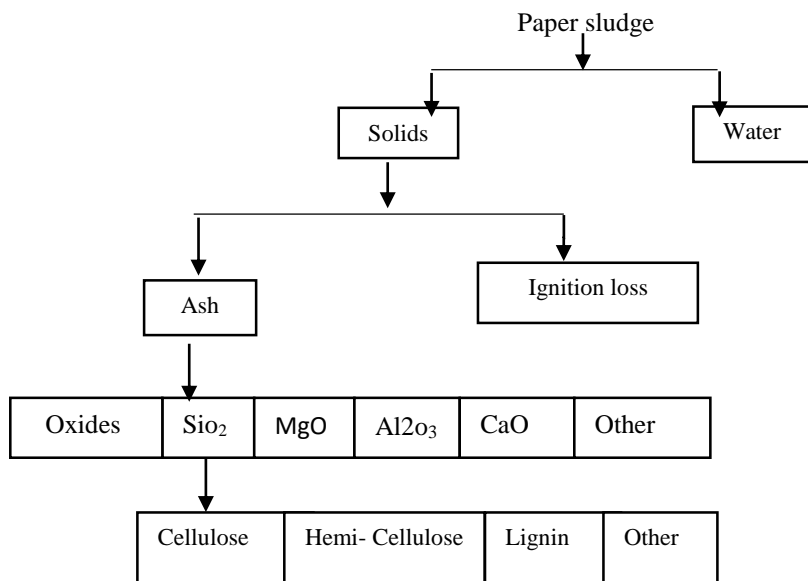 Paper sludge
Solids
Water
Ash
Ignition loss
Oxides Sio₂ MgO Al2o₃ CaO Other
Cellulose Hemi- Cellulose Lignin Other